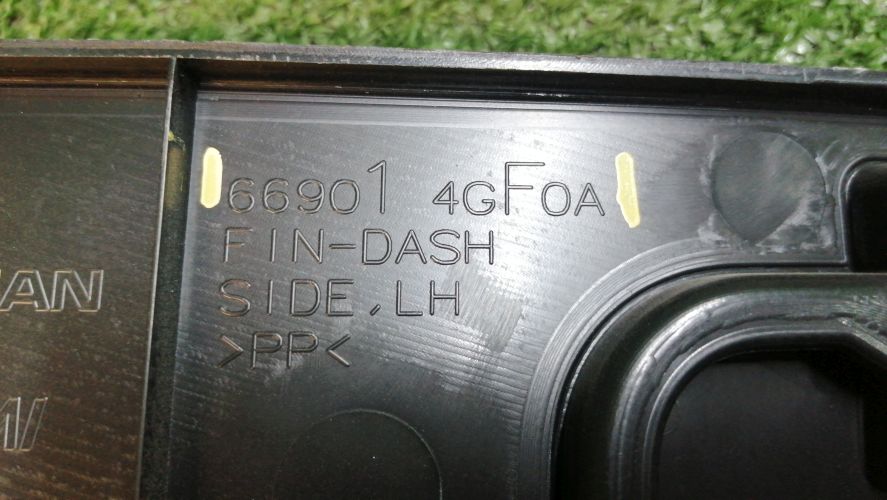 66901 4GF0A
FIN-DASH
SIDE, LH
>PP<